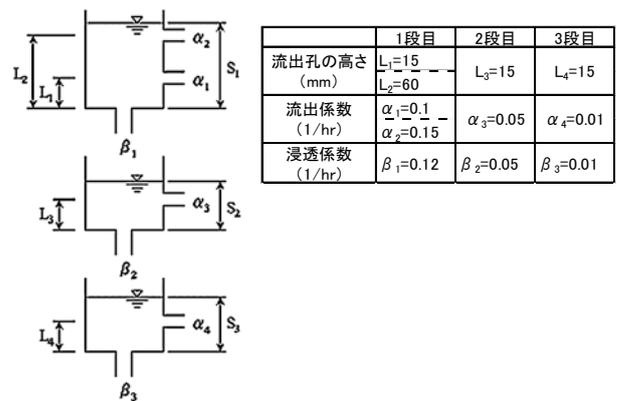 α₂
S₁
L₂
α₁
L₁
β₁
α₃
S₂
L₃
β₂
α₄
S₃
L₄
β₃
1段目 2段目 3段目
流出孔の高さ
(mm)
L₁=15
L₂=60
L₃=15 L₄=15
流出係数
(1/hr)
α₁=0.1
α₂=0.15
α₃=0.05 α₄=0.01
浸透係数
(1/hr)
β₁=0.12 β₂=0.05 β₃=0.01